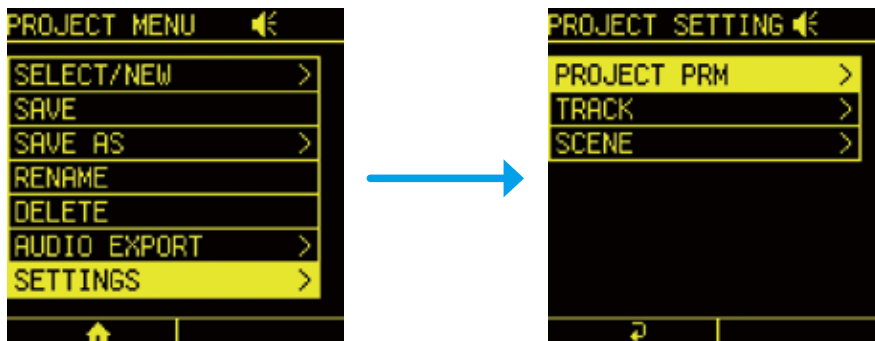 PROJECT MENU
SELECT/NEW >
SAVE
SAVE AS >
RENAME
DELETE
AUDIO EXPORT >
SETTINGS >
PROJECT SETTING
PROJECT PRM >
TRACK >
SCENE >